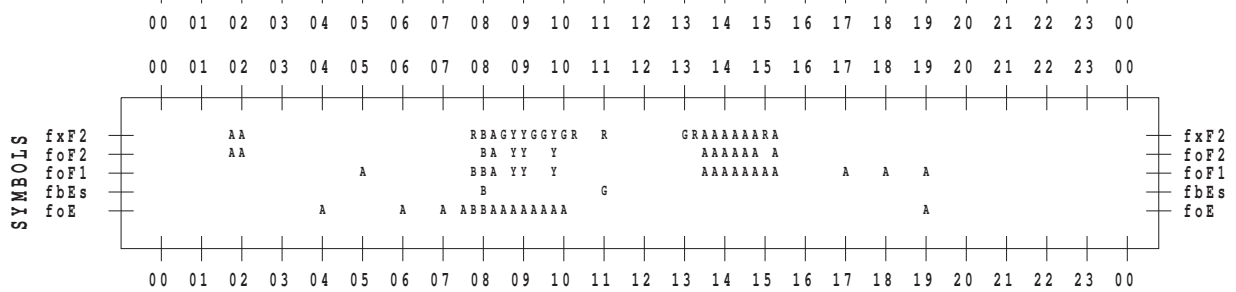 00 01 02 03 04 05 06 07 08 09 10 11 12 13 14 15 16 17 18 19 20 21 22 23 00
00 01 02 03 04 05 06 07 08 09 10 11 12 13 14 15 16 17 18 19 20 21 22 23 00
SYMBOLS
fxF2 AA RBAGYYGGYGR R GRAAAAAARA fxF2
foF2 AA BA YY Y AAAAAA A foF2
foF1 A BBA YY Y AAAAAAAA A A A foF1
fbEs B G fbEs
foE A A A ABBAAAAAAAA A foE
00 01 02 03 04 05 06 07 08 09 10 11 12 13 14 15 16 17 18 19 20 21 22 23 00